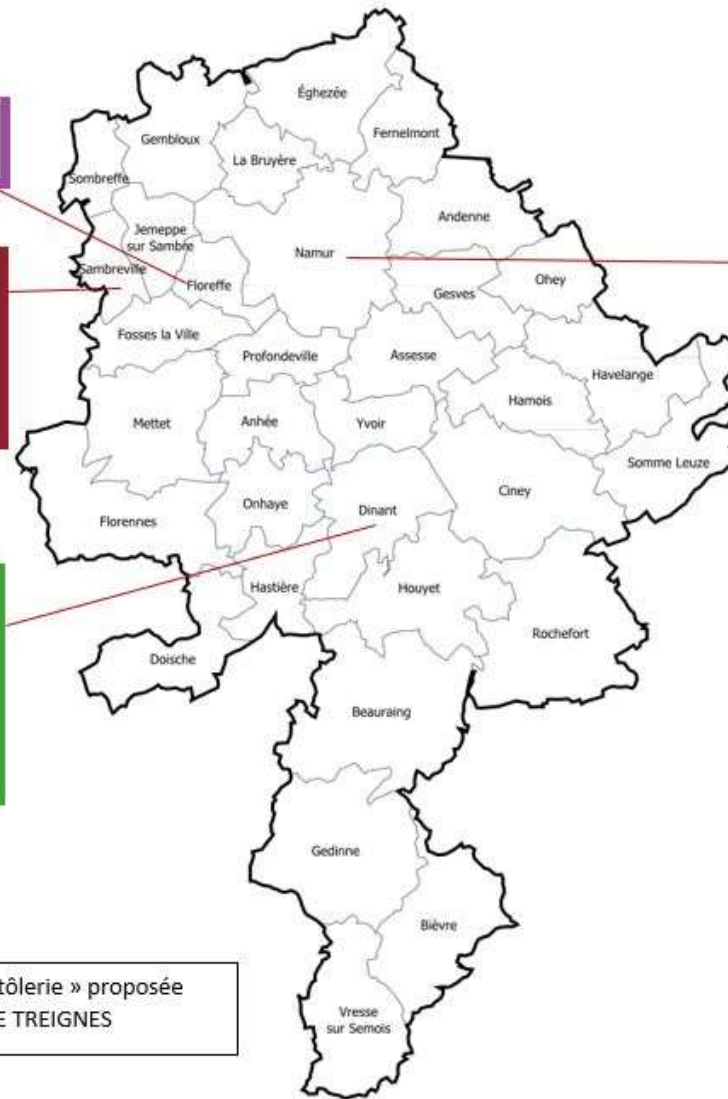 Éghezée
Gembloux
Fernelmont
La Bruyère
Sombreffe
Andenne
Jemeppe
sur Sambre
Namur
Sambreville
Floreffe
Ohey
Gesves
Fosses la Ville
Profondeville
Assesse
Havelange
Hamois
Mettet
Anhée
Yvoir
Somme Leuze
Ciney
Onhaye
Dinant
Florennes
Hastière
Houyet
Rochefort
Doische
Beauraing
Gedinne
Bièvre
tôlerie » proposée
E TREIGNES
Vresse
sur Semois